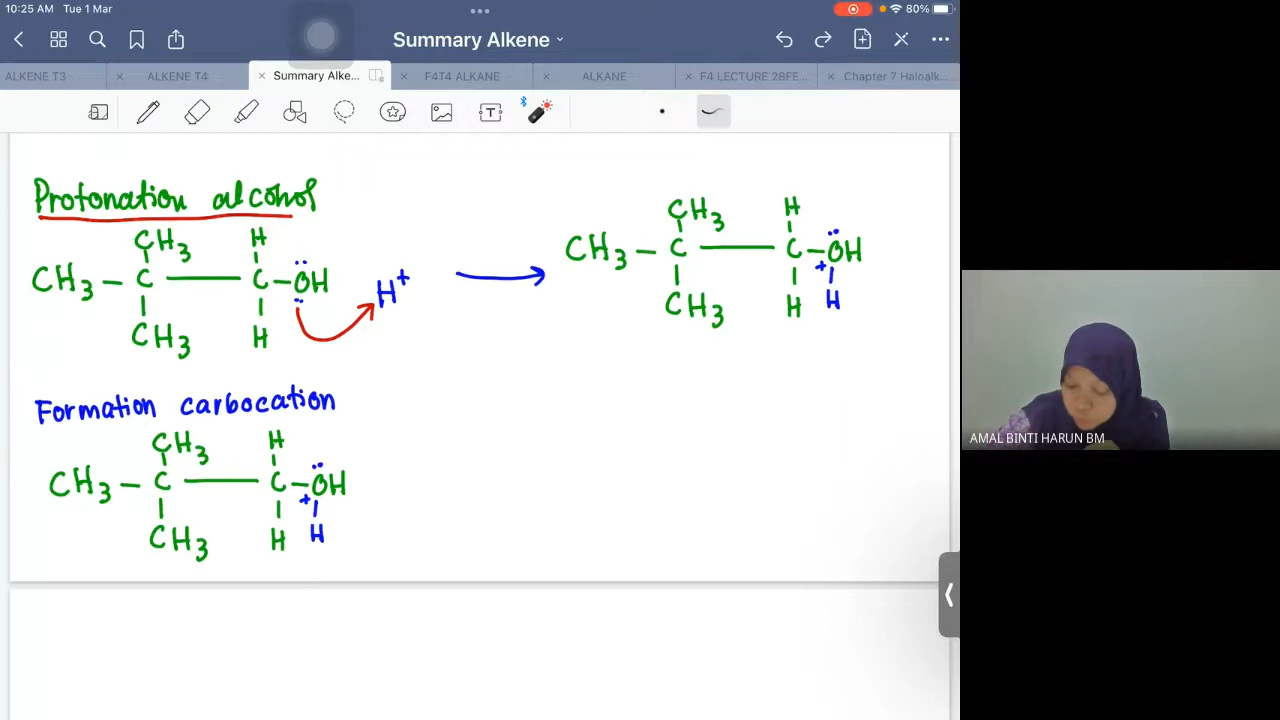 10:25 AM Tue 1 Mar
80%
Summary Alkene
ALKENE T3
ALKENE T4
Summary Alke...
F4T4 ALKANE
ALKANE
F4 LECTURE 28FE...
Chapter 7 Haloalk...
Protonation alcohol
CH3 H
CH3 – C — C – OH H+
CH3 H
CH3 H
CH3 – C — C – OH
+
CH3 H H
Formation carbocation
CH3 H
CH3 – C — C – OH
+
CH3 H H
AMAL BINTI HARUN BM